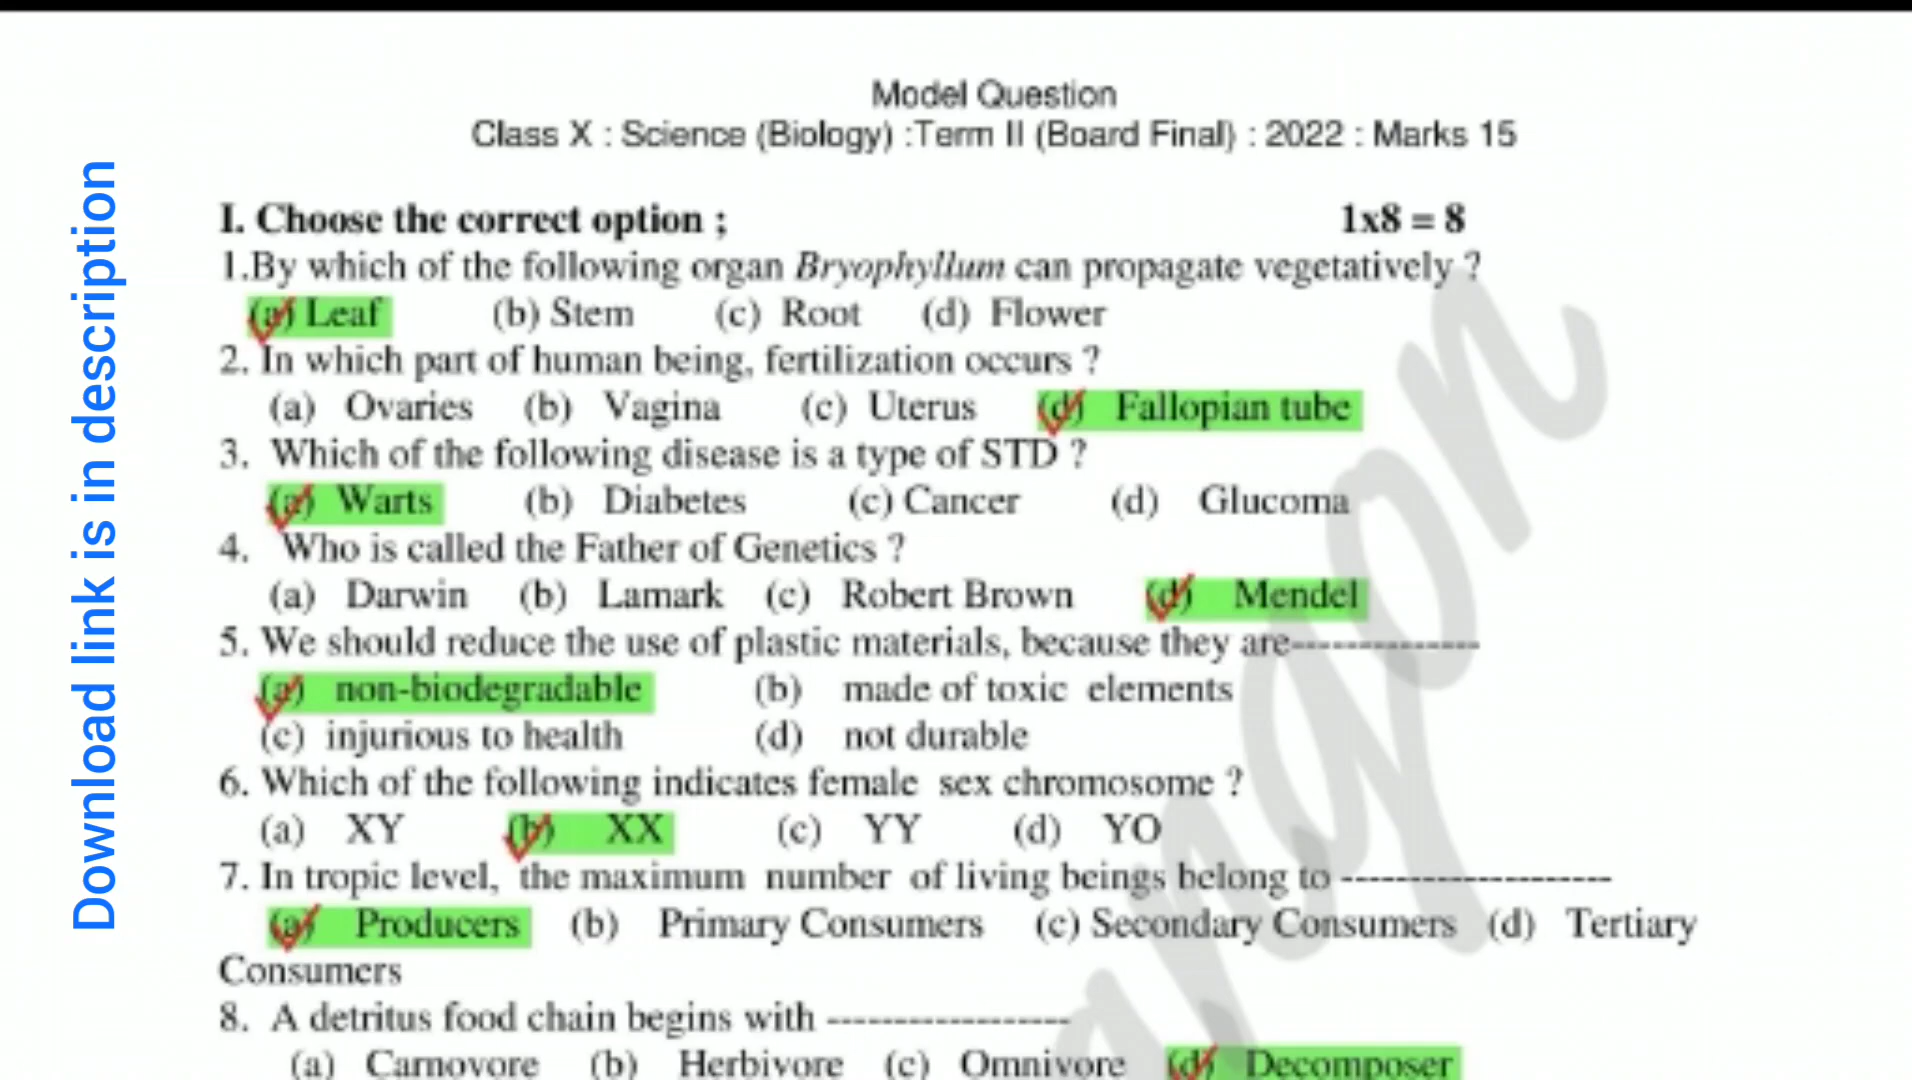 Model Question
Class X : Science (Biology) :Term II (Board Final) : 2022 : Marks 15
Download link is in description
I. Choose the correct option ; 1x8 = 8
1.By which of the following organ Bryophyllum can propagate vegetatively ?
(a) Leaf (b) Stem (c) Root (d) Flower
2. In which part of human being, fertilization occurs ?
(a) Ovaries (b) Vagina (c) Uterus (d) Fallopian tube
3. Which of the following disease is a type of STD ?
(a) Warts (b) Diabetes (c) Cancer (d) Glucoma
4. Who is called the Father of Genetics ?
(a) Darwin (b) Lamark (c) Robert Brown (d) Mendel
5. We should reduce the use of plastic materials, because they are--------------
(a) non-biodegradable (b) made of toxic elements
(c) injurious to health (d) not durable
6. Which of the following indicates female sex chromosome ?
(a) XY (b) XX (c) YY (d) YO
7. In tropic level, the maximum number of living beings belong to --------------------
(a) Producers (b) Primary Consumers (c) Secondary Consumers (d) Tertiary
Consumers
8. A detritus food chain begins with ------------------
(a) Carnovore (b) Herbivore (c) Omnivore (d) Decomposer